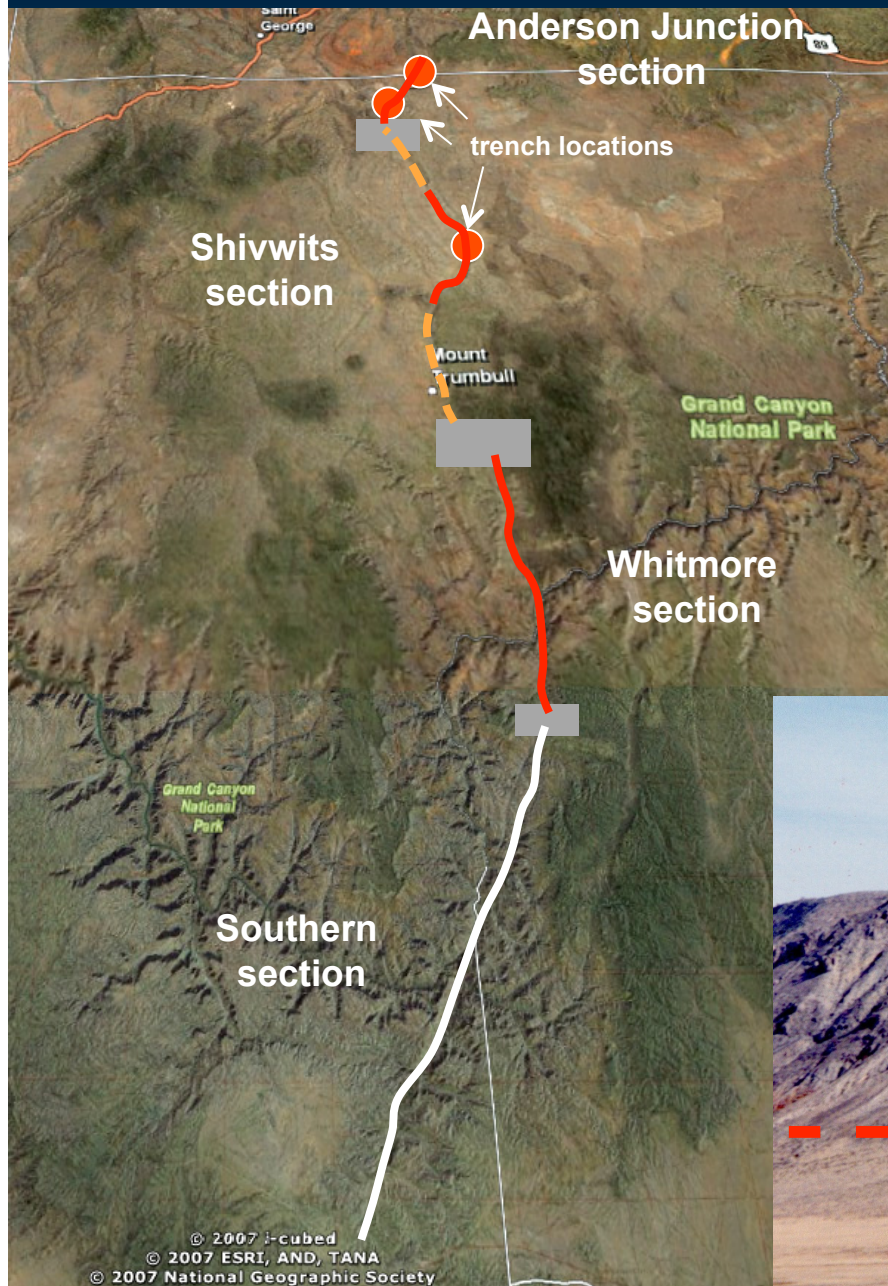 Saint
George
Anderson Junction
section
89
trench locations
Shivwits
section
Mount
Trumbull
Grand Canyon
National Park
Whitmore
section
Grand Canyon
National
Park
Southern
section
© 2007 i-cubed
© 2007 ESRI, AND, TANA
© 2007 National Geographic Society